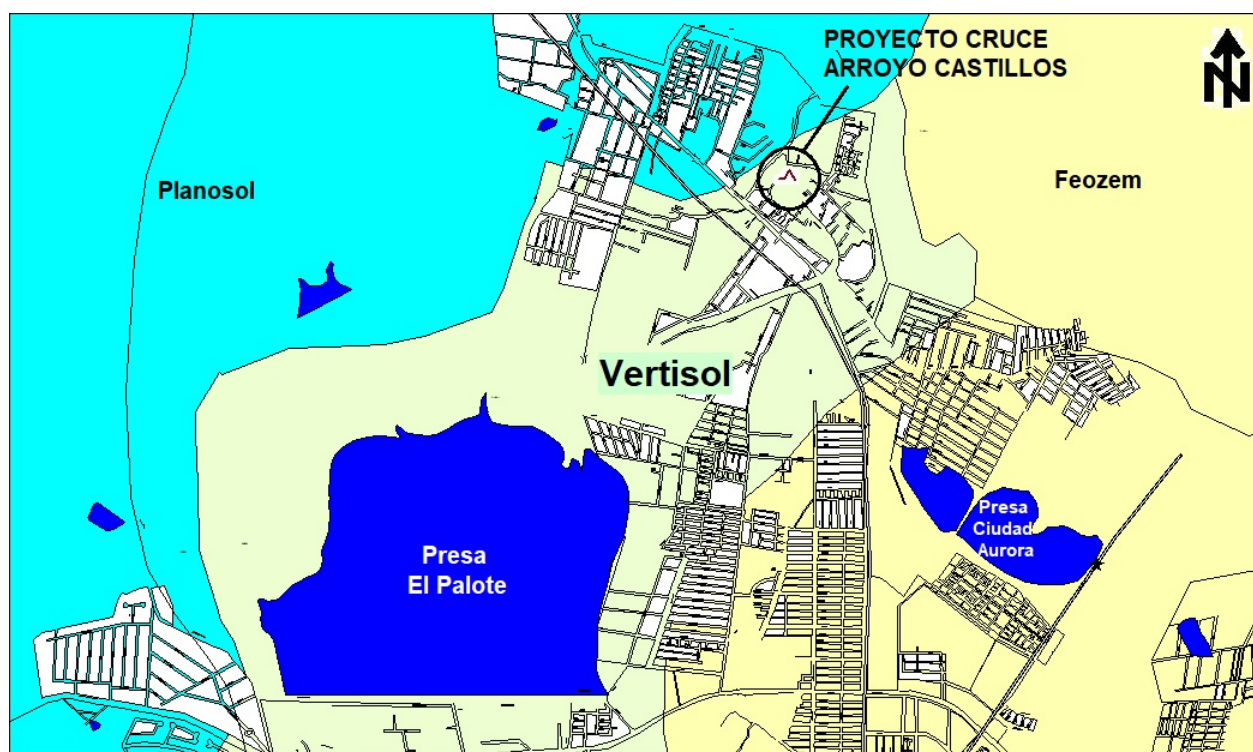 PROYECTO CRUCE
ARROYO CASTILLOS
N
Planosol
Feozem
Vertisol
Presa
Ciudad
Aurora
Presa
El Palote